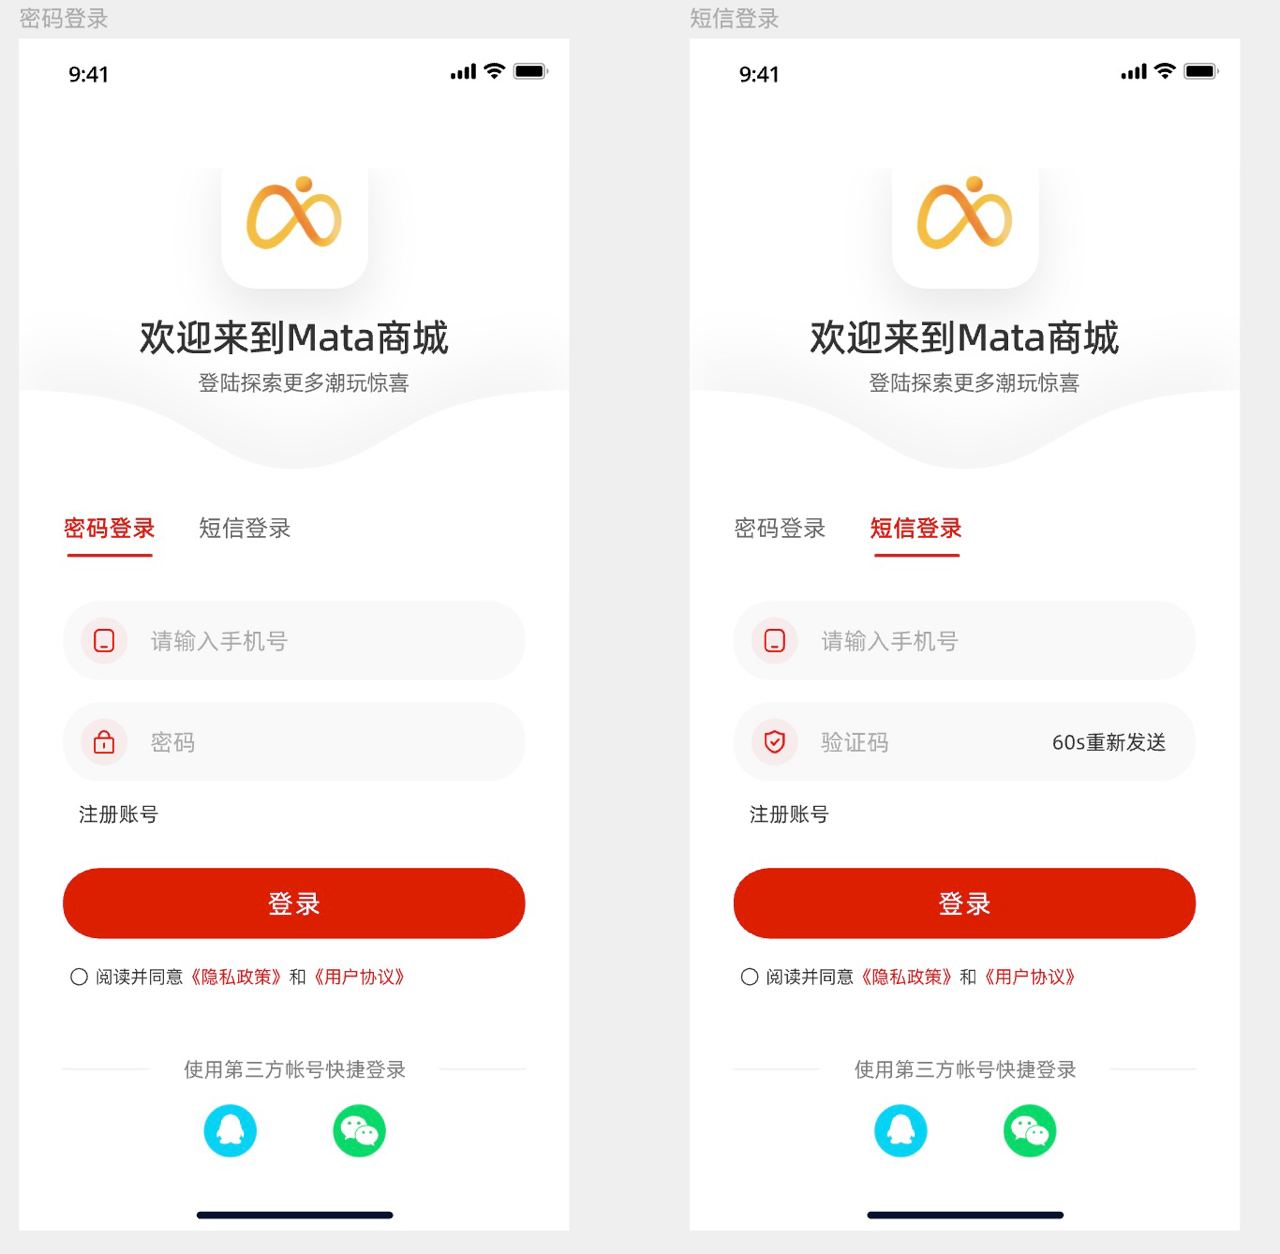 密码登录
9:41
欢迎来到Mata商城
登陆探索更多潮玩惊喜
密码登录 短信登录
请输入手机号
密码
注册账号
登录
阅读并同意《隐私政策》和《用户协议》
使用第三方帐号快捷登录
短信登录
9:41
欢迎来到Mata商城
登陆探索更多潮玩惊喜
密码登录 短信登录
请输入手机号
验证码 60s重新发送
注册账号
登录
阅读并同意《隐私政策》和《用户协议》
使用第三方帐号快捷登录